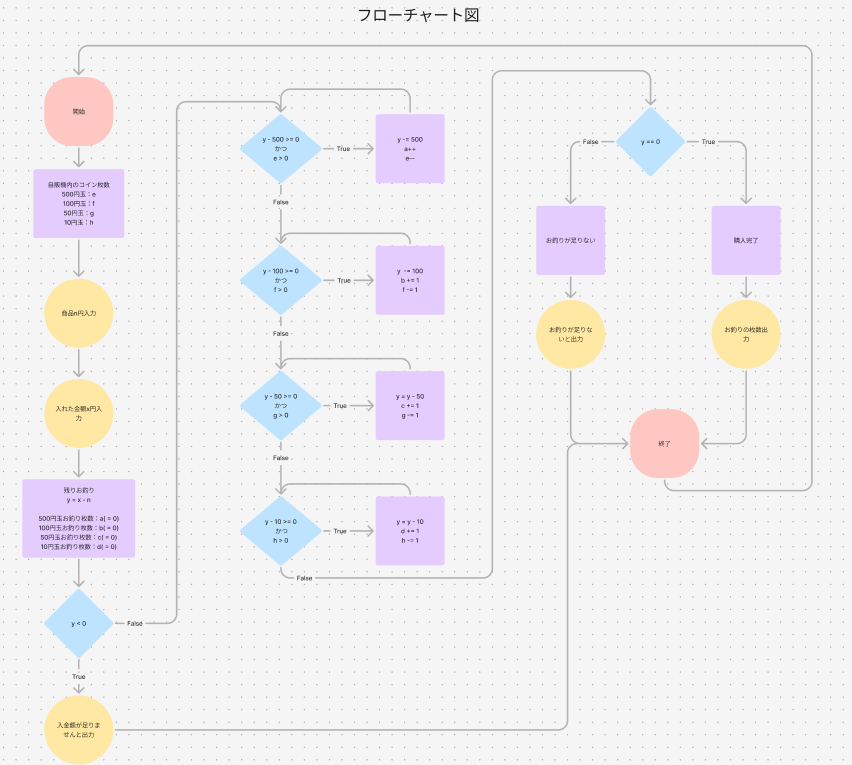 フローチャート図
開始
自販機内のコイン枚数
500円玉：e
100円玉：f
50円玉：g
10円玉：h
商品n円入力
入れた金額x円入
力
残りお釣り
y = x - n
500円玉お釣り枚数：a( = 0)
100円玉お釣り枚数：b( = 0)
50円玉お釣り枚数：c( = 0)
10円玉お釣り枚数：d( = 0)
y < 0
False
True
入金額が足りま
せんと出力
y - 500 >= 0
かつ
e > 0
True
y -= 500
a++
e--
False
y - 100 >= 0
かつ
f > 0
True
y -= 100
b += 1
f -= 1
False
y - 50 >= 0
かつ
g > 0
True
y = y - 50
c += 1
g -= 1
False
y - 10 >= 0
かつ
h > 0
True
y = y - 10
d += 1
h -= 1
False
y == 0
False
True
お釣りが足りない
購入完了
お釣りが足りな
いと出力
お釣りの枚数出
力
終了